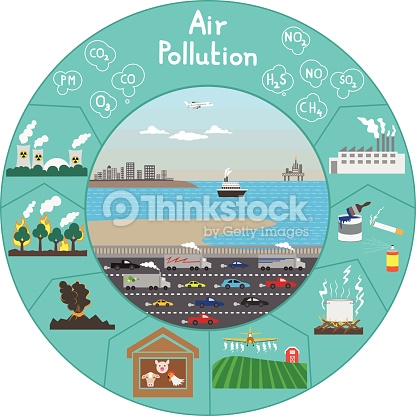 Air
Pollution
CO₂
PM
CO
O₃
NO₂
H₂S
NO
SO₂
CH₄
Thinkstock
by Getty Images